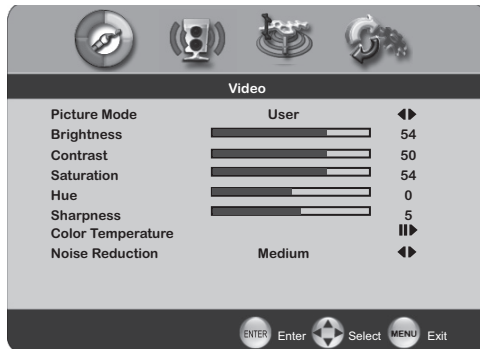 Video
Picture Mode User
Brightness 54
Contrast 50
Saturation 54
Hue 0
Sharpness 5
Color Temperature
Noise Reduction Medium
ENTER Enter Select MENU Exit